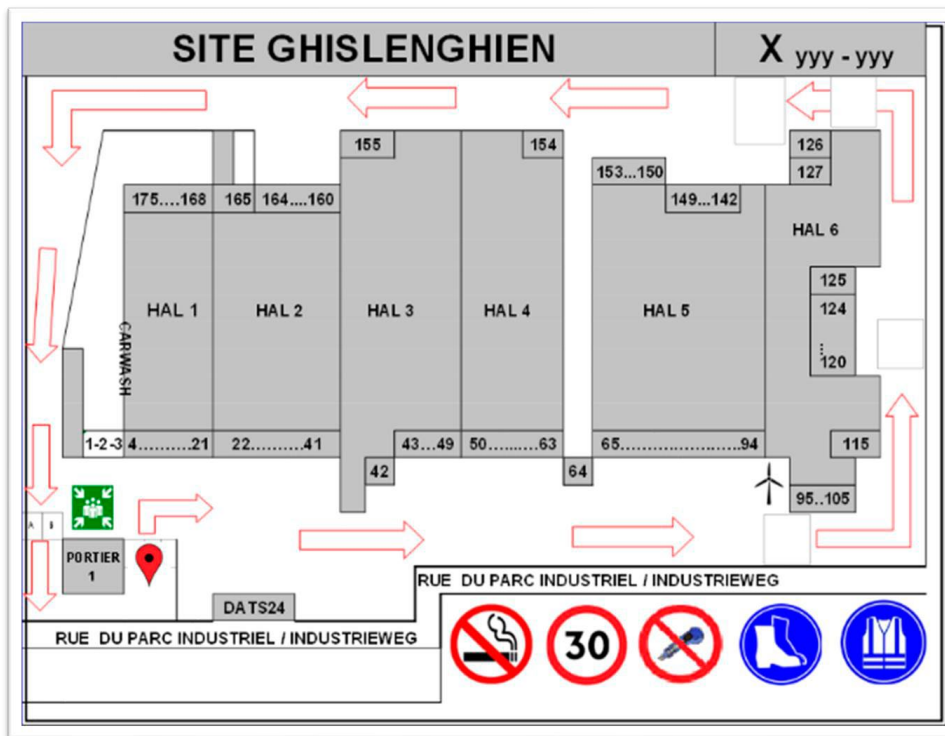 SITE GHISLENGHIEN
X yyy - yyy
155
154
126
127
153...150
175....168
165
164....160
149...142
HAL 6
125
HAL 1
HAL 2
HAL 3
HAL 4
HAL 5
124
...
120
CARWASH
1-2-3
4..........21
22..........41
43...49
50........63
65............................94
115
42
64
95..105
A
PORTIER
1
RUE DU PARC INDUSTRIEL / INDUSTRIEWEG
DATS24
RUE DU PARC INDUSTRIEL / INDUSTRIEWEG
30